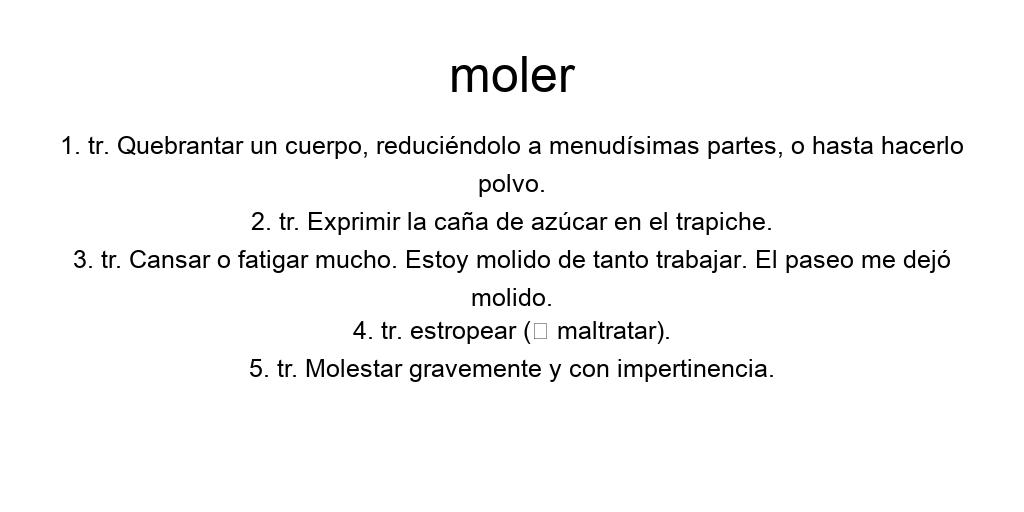 moler
1. tr. Quebrantar un cuerpo, reduciéndolo a menudísimas partes, o hasta hacerlo
polvo.
2. tr. Exprimir la caña de azúcar en el trapiche.
3. tr. Cansar o fatigar mucho. Estoy molido de tanto trabajar. El paseo me dejó
molido.
4. tr. estropear (□ maltratar).
5. tr. Molestar gravemente y con impertinencia.